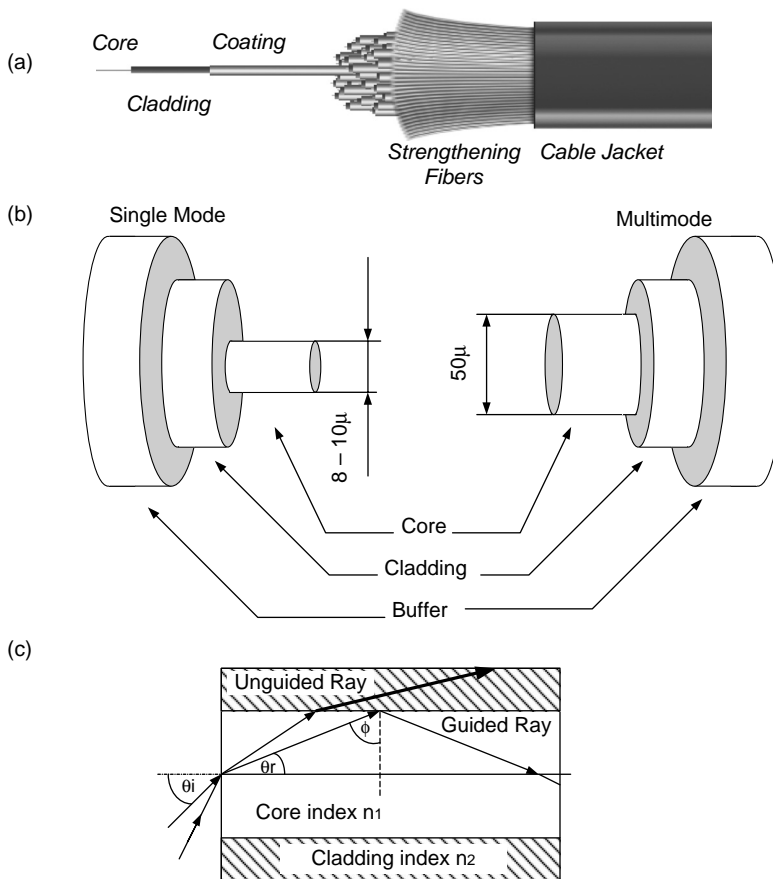 (a)
Core
Coating
Cladding
Strengthening
Fibers
Cable Jacket
(b)
Single Mode
Multimode
8 – 10μ
50μ
Core
Cladding
Buffer
(c)
Unguided Ray
Guided Ray
ϕ
θr
θi
Core index n1
Cladding index n2